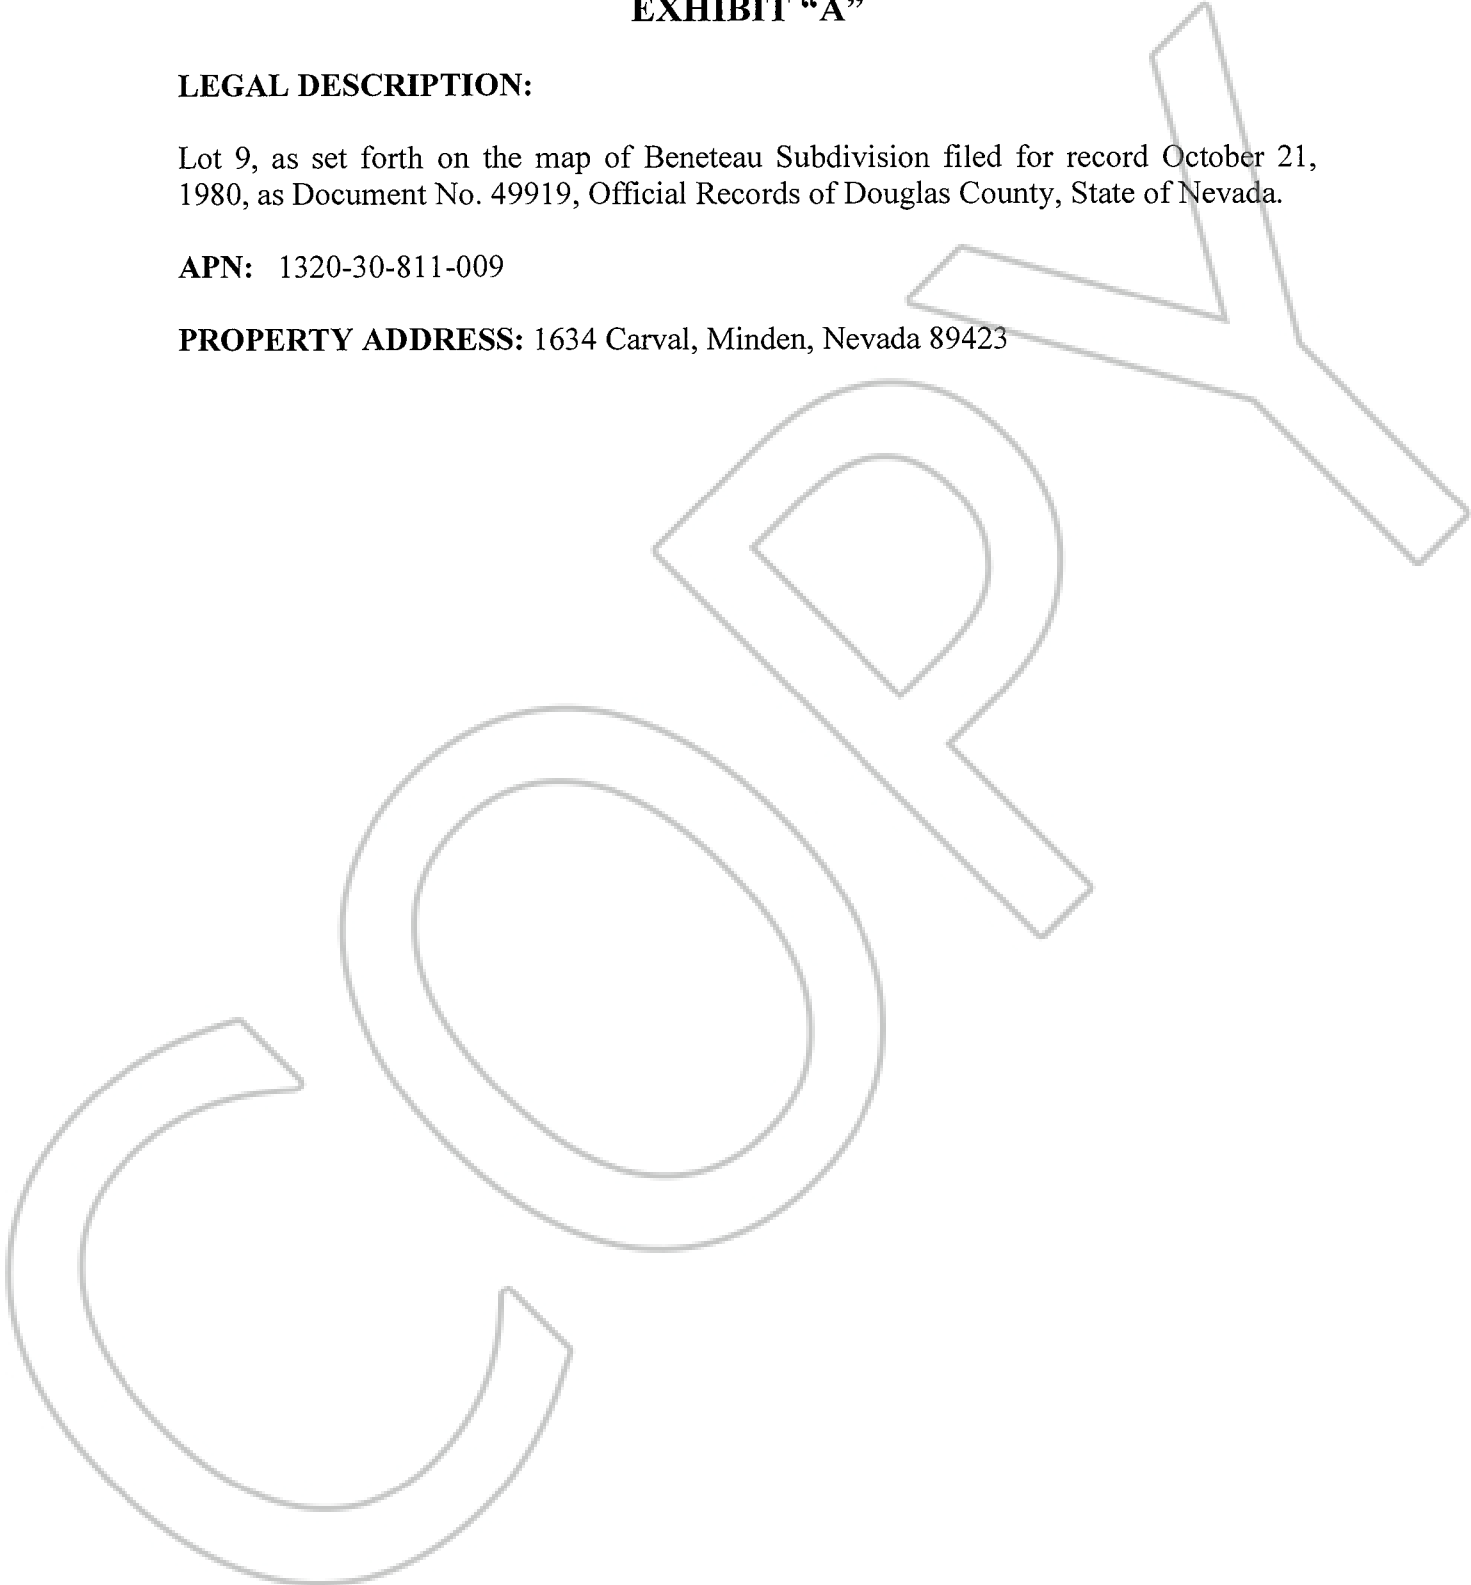 EXHIBIT “A”
LEGAL DESCRIPTION:
Lot 9, as set forth on the map of Beneteau Subdivision filed for record October 21,
1980, as Document No. 49919, Official Records of Douglas County, State of Nevada.
APN: 1320-30-811-009
PROPERTY ADDRESS: 1634 Carval, Minden, Nevada 89423
COPY